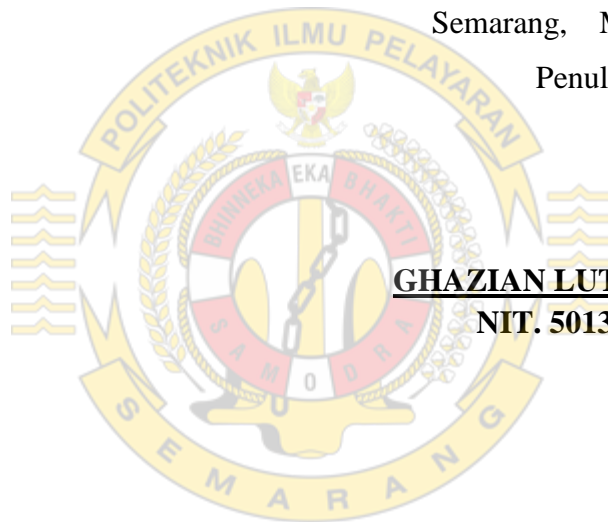 Semarang, M
Penul
POLITEKNIK ILMU PELAYARAN
BHINNEKA EKA BHAKTI
GHAZIAN LUT
NIT. 5013
SAMODRA
SEMARANG